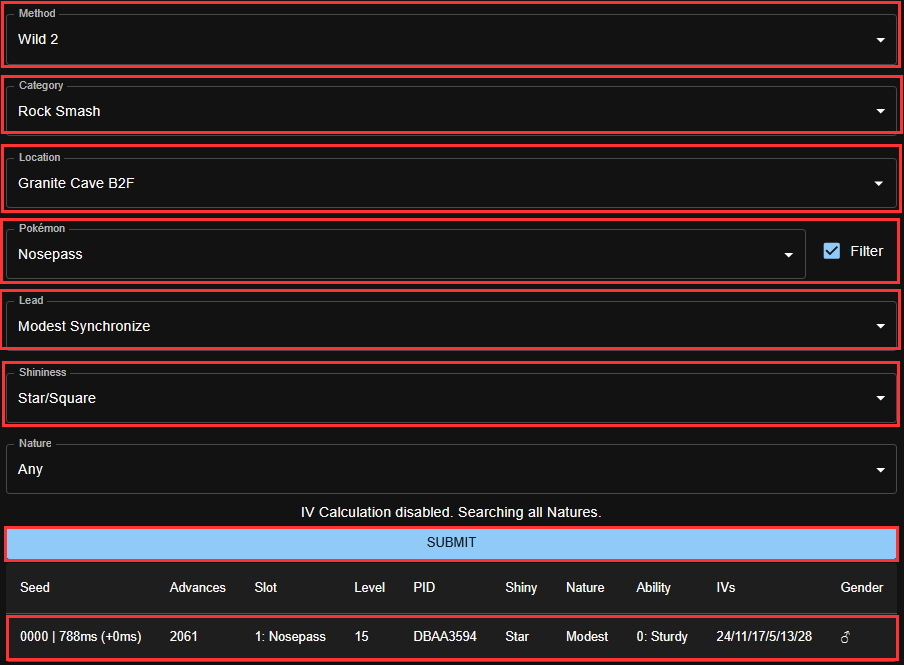 Method
Wild 2
Category
Rock Smash
Location
Granite Cave B2F
Pokémon
Nosepass
Filter
Lead
Modest Synchronize
Shininess
Star/Square
Nature
Any
IV Calculation disabled. Searching all Natures.
SUBMIT
Seed Advances Slot Level PID Shiny Nature Ability IVs Gender
0000 | 788ms (+0ms) 2061 1: Nosepass 15 DBAA3594 Star Modest 0: Sturdy 24/11/17/5/13/28 ♂